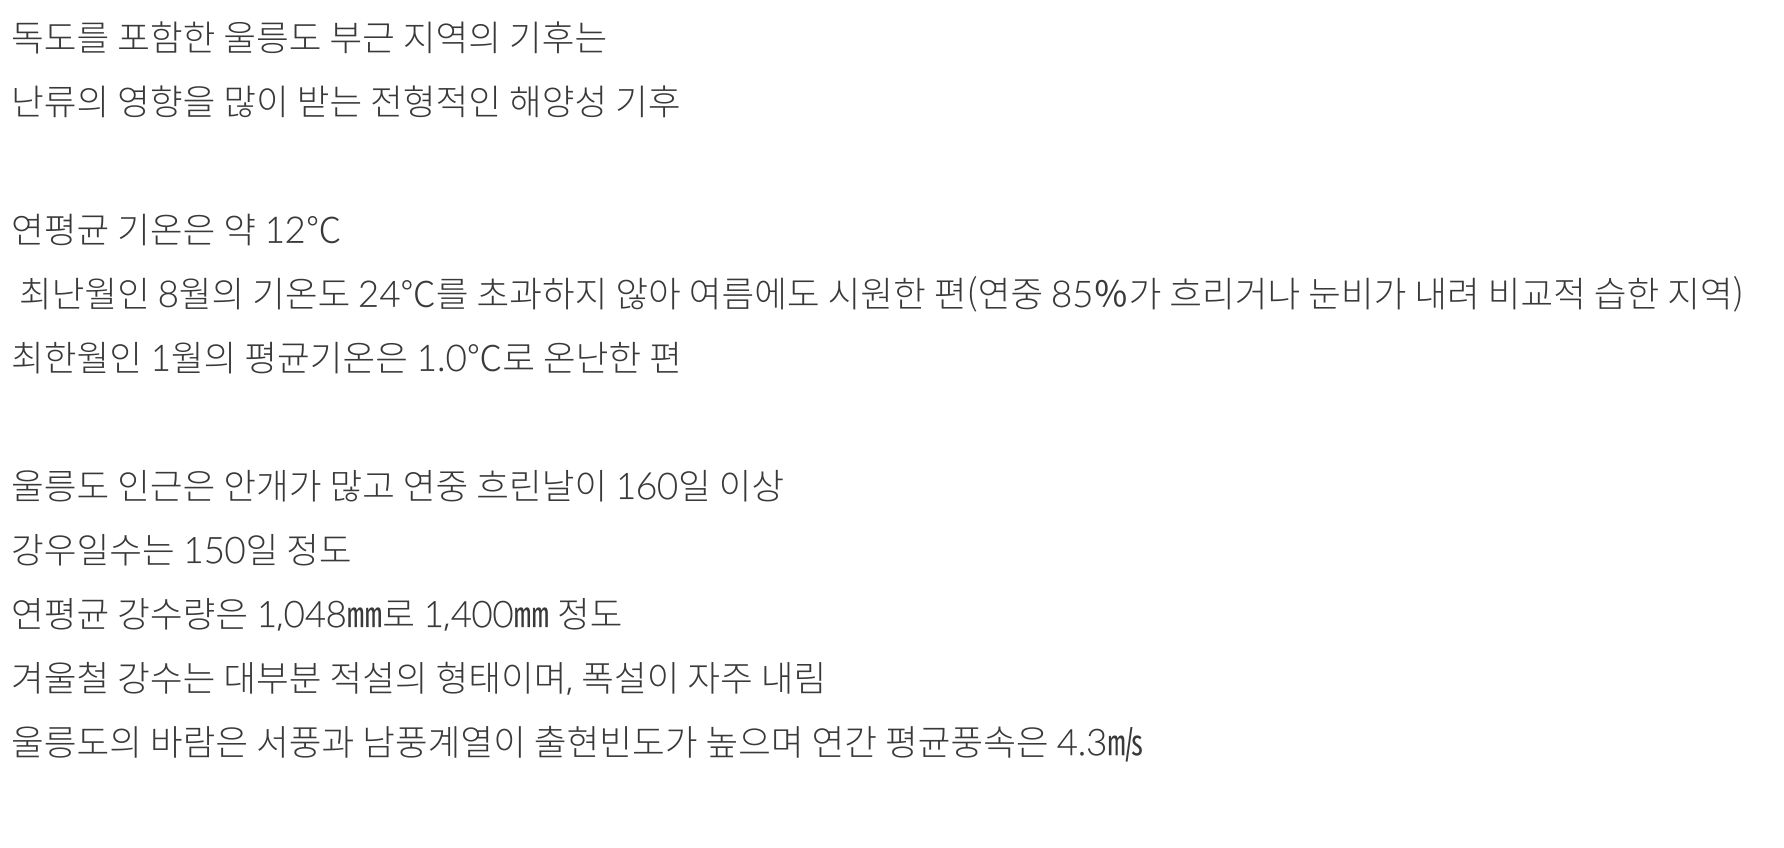 독도를 포함한 울릉도 부근 지역의 기후는
난류의 영향을 많이 받는 전형적인 해양성 기후
연평균 기온은 약 12℃
최난월인 8월의 기온도 24℃를 초과하지 않아 여름에도 시원한 편(연중 85%가 흐리거나 눈비가 내려 비교적 습한 지역)
최한월인 1월의 평균기온은 1.0℃로 온난한 편
울릉도 인근은 안개가 많고 연중 흐린날이 160일 이상
강우일수는 150일 정도
연평균 강수량은 1,048㎜로 1,400㎜ 정도
겨울철 강수는 대부분 적설의 형태이며, 폭설이 자주 내림
울릉도의 바람은 서풍과 남풍계열이 출현빈도가 높으며 연간 평균풍속은 4.3㎧